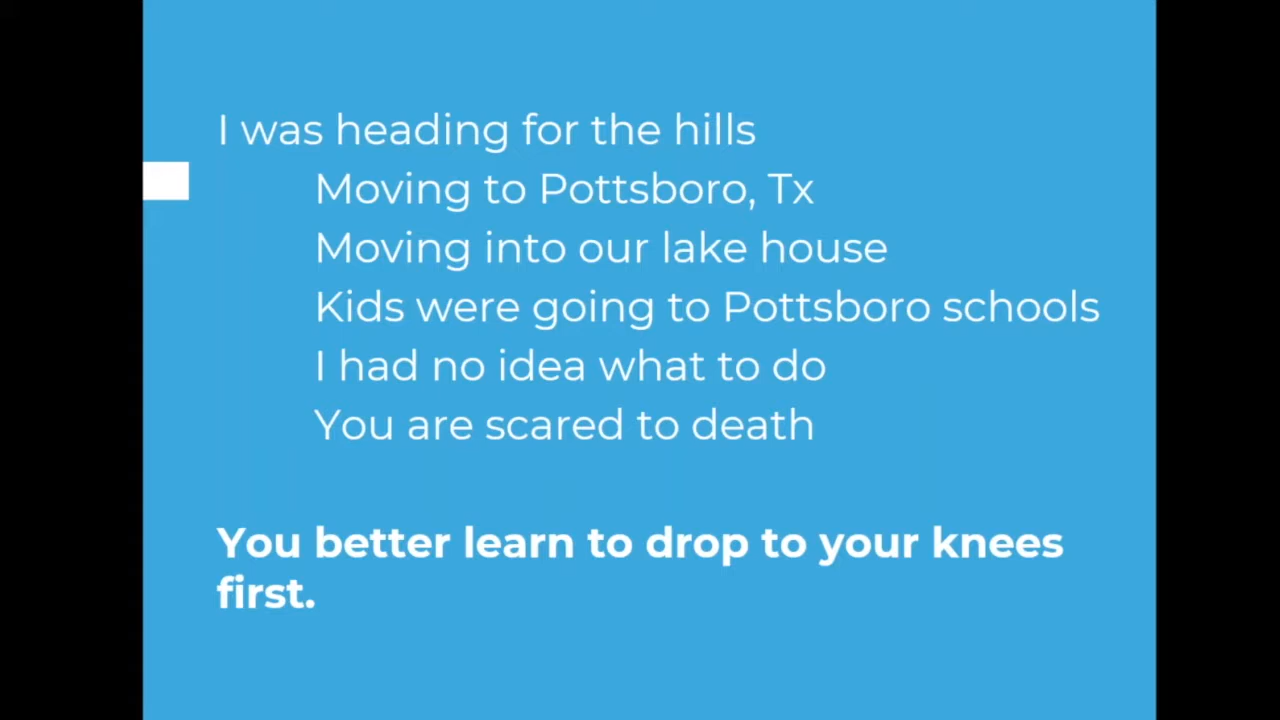 I was heading for the hills
Moving to Pottsboro, Tx
Moving into our lake house
Kids were going to Pottsboro schools
I had no idea what to do
You are scared to death
You better learn to drop to your knees
first.